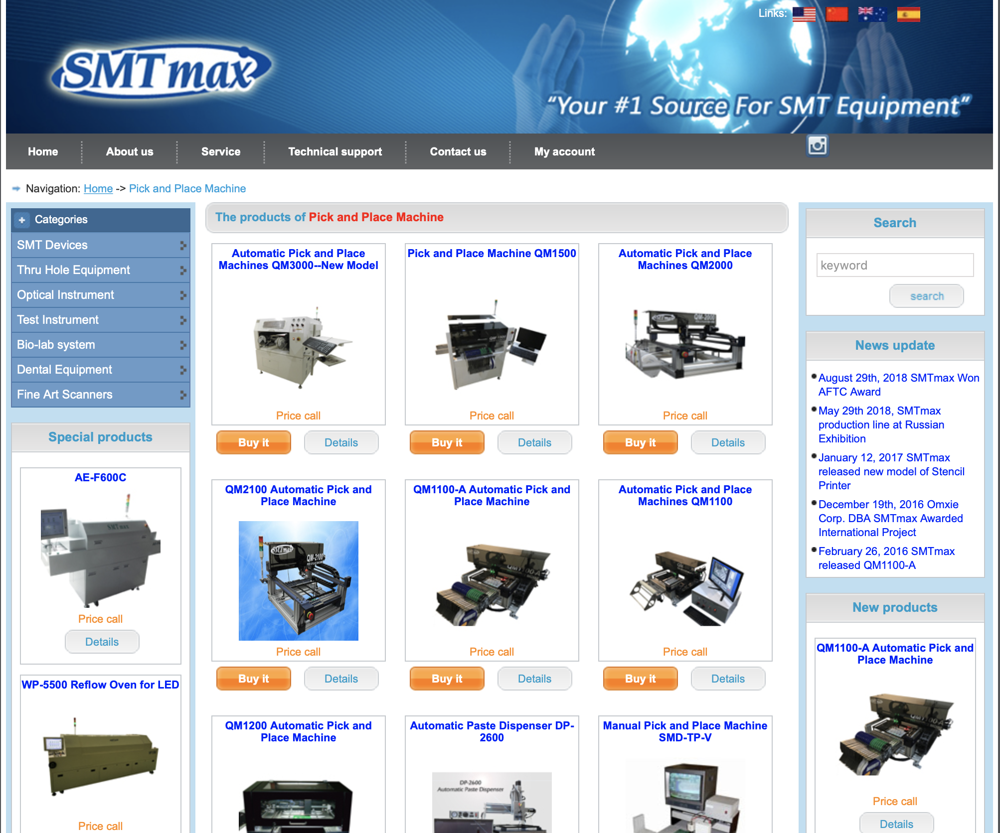 Links:
SMTmax
“Your #1 Source For SMT Equipment”
Home
About us
Service
Technical support
Contact us
My account
Navigation: Home -> Pick and Place Machine
Categories
SMT Devices
Thru Hole Equipment
Optical Instrument
Test Instrument
Bio-lab system
Dental Equipment
Fine Art Scanners
Special products
AE-F600C
SMTmax
Price call
Details
WP-5500 Reflow Oven for LED
Price call
The products of Pick and Place Machine
Automatic Pick and Place
Machines QM3000--New Model
Price call
Buy it
Details
Pick and Place Machine QM1500
Price call
Buy it
Details
Automatic Pick and Place
Machines QM2000
SMTmax
QM-2000
Price call
Buy it
Details
QM2100 Automatic Pick and
Place Machine
SMTmax
QM-2100
PICK & PLACE MACHINE
Price call
Buy it
Details
QM1100-A Automatic Pick and
Place Machine
QM1100-A
Price call
Buy it
Details
Automatic Pick and Place
Machines QM1100
Price call
Buy it
Details
QM1200 Automatic Pick and
Place Machine
Automatic Paste Dispenser DP-
2600
DP-2600
Automatic Paste Dispenser
Manual Pick and Place Machine
SMD-TP-V
Search
keyword
search
News update
August 29th, 2018 SMTmax Won
AFTC Award
May 29th 2018, SMTmax
production line at Russian
Exhibition
January 12, 2017 SMTmax
released new model of Stencil
Printer
December 19th, 2016 Omxie
Corp. DBA SMTmax Awarded
International Project
February 26, 2016 SMTmax
released QM1100-A
New products
QM1100-A Automatic Pick and
Place Machine
QM1100-A
Price call
Details